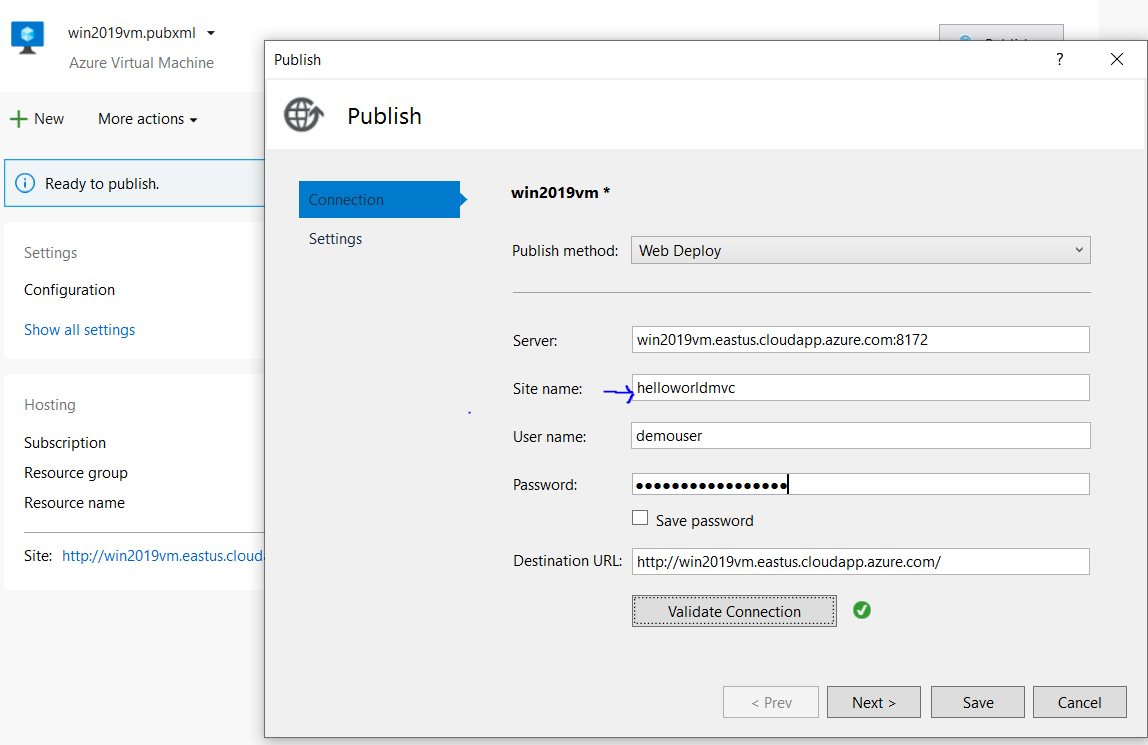 win2019vm.pubxml
Azure Virtual Machine
New More actions
Ready to publish.
Settings
Configuration
Show all settings
Hosting
Subscription
Resource group
Resource name
Site: http://win2019vm.eastus.clouda
Publish
?
Publish
Connection
Settings
win2019vm *
Publish method: Web Deploy
Server: win2019vm.eastus.cloudapp.azure.com:8172
Site name: helloworldmvc
User name: demouser
Password: •••••••••••••••••
Save password
Destination URL: http://win2019vm.eastus.cloudapp.azure.com/
Validate Connection
< Prev Next > Save Cancel